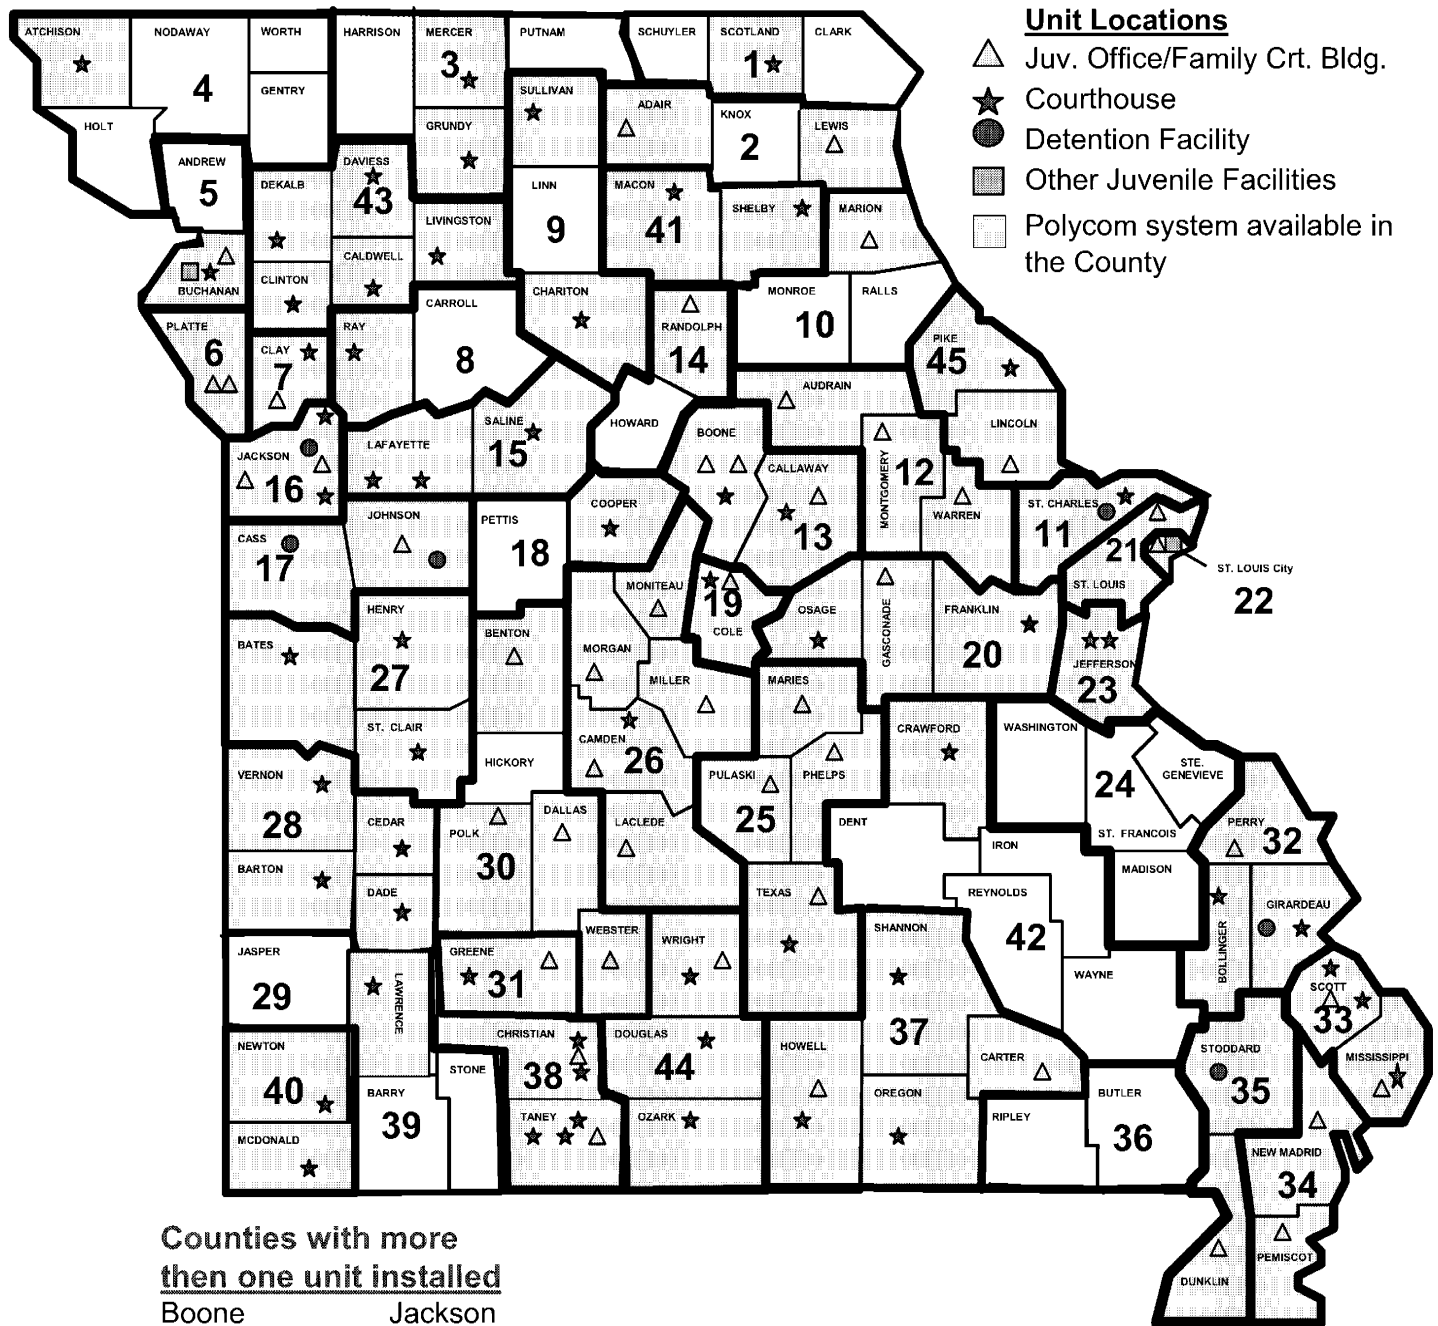 Unit Locations
Juv. Office/Family Crt. Bldg.
Courthouse
Detention Facility
Other Juvenile Facilities
Polycom system available in
the County
ATCHISON
NODAWAY
WORTH
HARRISON
MERCER
PUTNAM
SCHUYLER
SCOTLAND
CLARK
3
1
4
GENTRY
SULLIVAN
ADAIR
KNOX
LEWIS
HOLT
GRUNDY
2
ANDREW
5
DEKALB
DAVIESS
43
LINN
9
MACON
41
SHELBY
MARION
LIVINGSTON
CALDWELL
BUCHANAN
CLINTON
CARROLL
8
CHARITON
RANDOLPH
14
MONROE
10
RALLS
PLATTE
6
CLAY
7
RAY
PIKE
45
AUDRAIN
LINCOLN
LAFAYETTE
SALINE
15
HOWARD
BOONE
JACKSON
16
CALLAWAY
13
MONTGOMERY
12
WARREN
ST. CHARLES
11
21
ST. LOUIS
ST. LOUIS City
22
CASS
17
JOHNSON
PETTIS
18
COOPER
MONITEAU
19
COLE
OSAGE
GASCONADE
FRANKLIN
20
BATES
HENRY
27
BENTON
MORGAN
MILLER
MARIES
JEFFERSON
23
ST. CLAIR
HICKORY
CAMDEN
26
PULASKI
25
PHELPS
CRAWFORD
WASHINGTON
24
STE.
GENEVIEVE
VERNON
28
CEDAR
POLK
30
DALLAS
LACLEDE
DENT
IRON
ST. FRANCOIS
PERRY
32
BARTON
DADE
TEXAS
REYNOLDS
MADISON
BOLLINGER
GIRARDEAU
JASPER
29
LAWRENCE
GREENE
31
WEBSTER
WRIGHT
SHANNON
37
42
WAYNE
SCOTT
33
NEWTON
40
CHRISTIAN
38
DOUGLAS
44
HOWELL
CARTER
STODDARD
35
MISSISSIPPI
BARRY
39
STONE
TANEY
OZARK
OREGON
RIPLEY
BUTLER
36
MCDONALD
NEW MADRID
34
DUNKLIN
PEMISCOT
Counties with more
then one unit installed
Boone Jackson